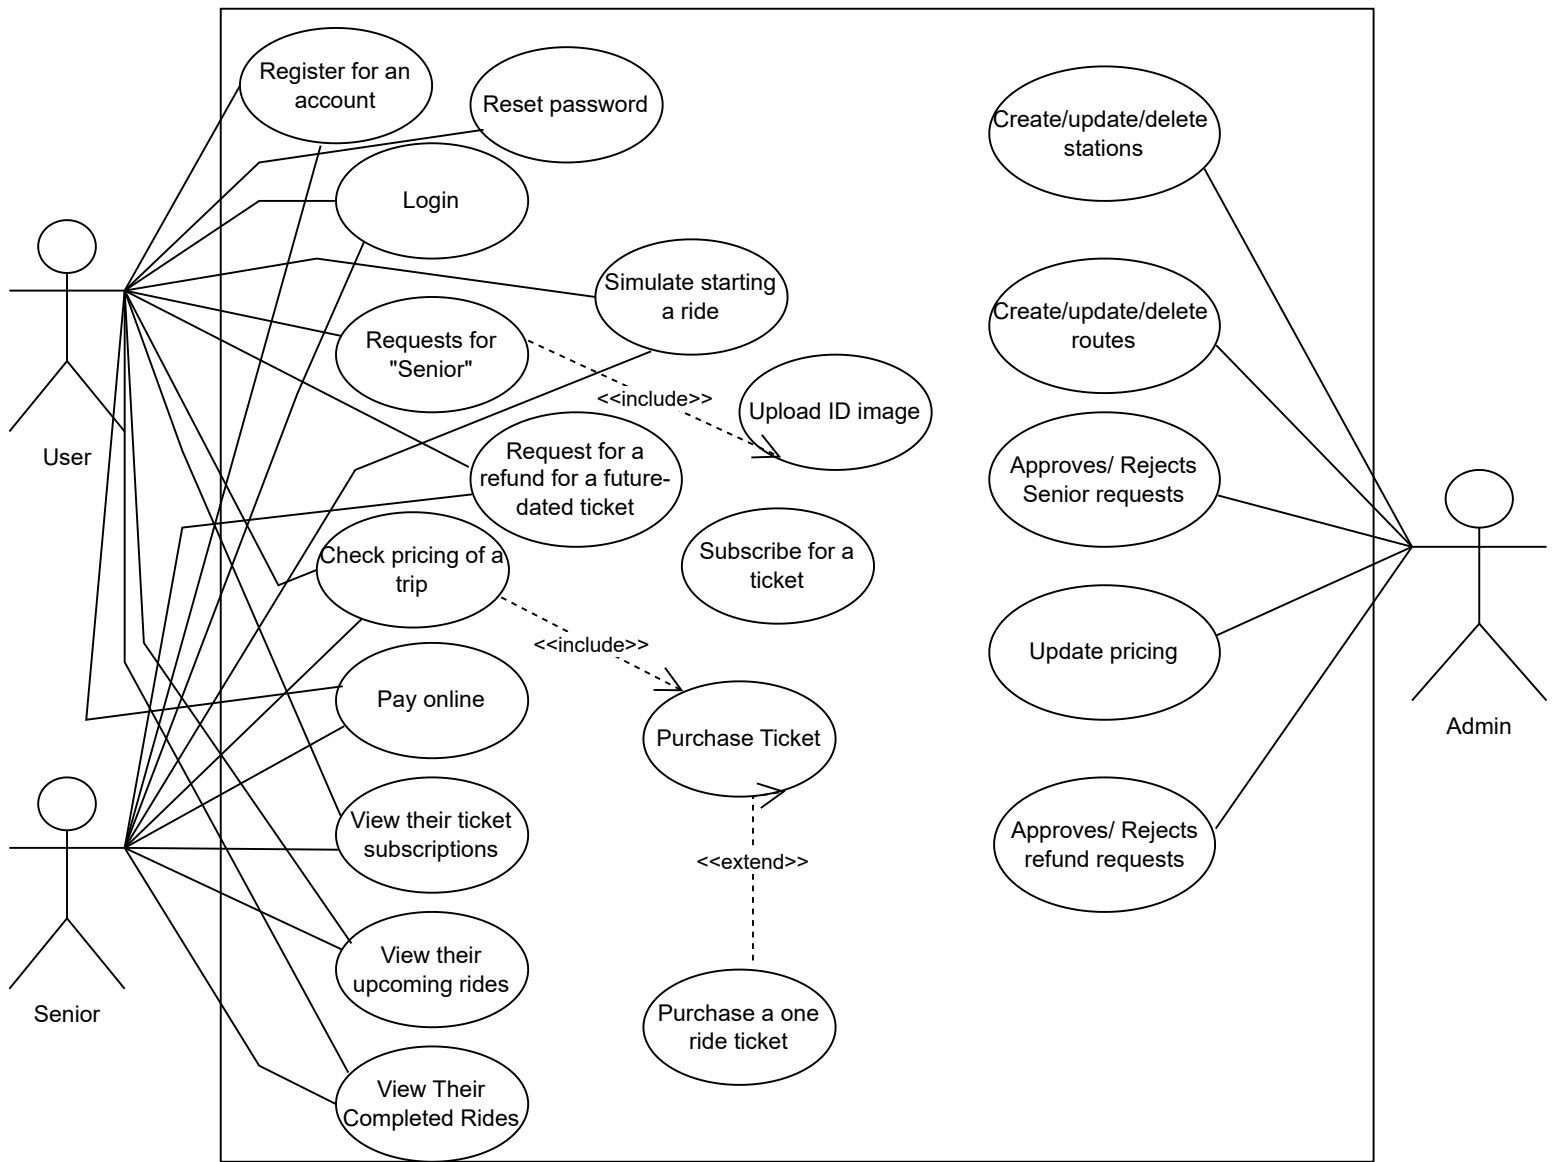 Register for an
account
Reset password
Create/update/delete
stations
Login
Simulate starting
a ride
Create/update/delete
routes
Requests for
"Senior"
<<include>>
Upload ID image
User
Request for a
refund for a future-
dated ticket
Approves/ Rejects
Senior requests
Check pricing of a
trip
Subscribe for a
ticket
<<include>>
Update pricing
Pay online
Purchase Ticket
Admin
View their ticket
subscriptions
<<extend>>
Approves/ Rejects
refund requests
View their
upcoming rides
Senior
Purchase a one
ride ticket
View Their
Completed Rides